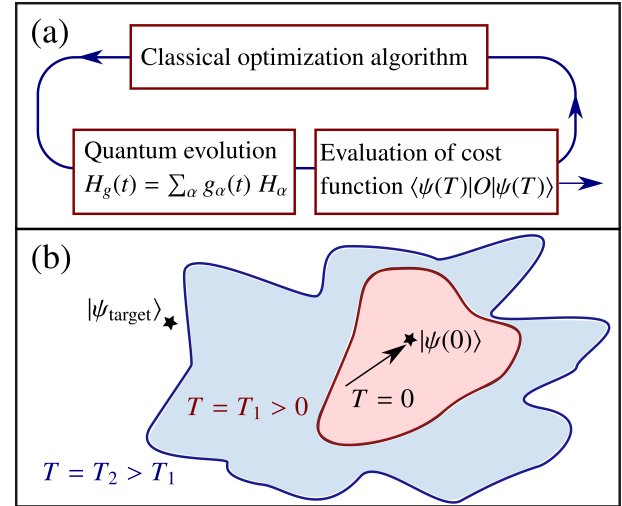 (a)
Classical optimization algorithm
Quantum evolution
H_g(t) = ∑_α g_α(t) H_α
Evaluation of cost
function ⟨ψ(T)|O|ψ(T)⟩
(b)
|ψ_target⟩
|ψ(0)⟩
T = 0
T = T_1 > 0
T = T_2 > T_1